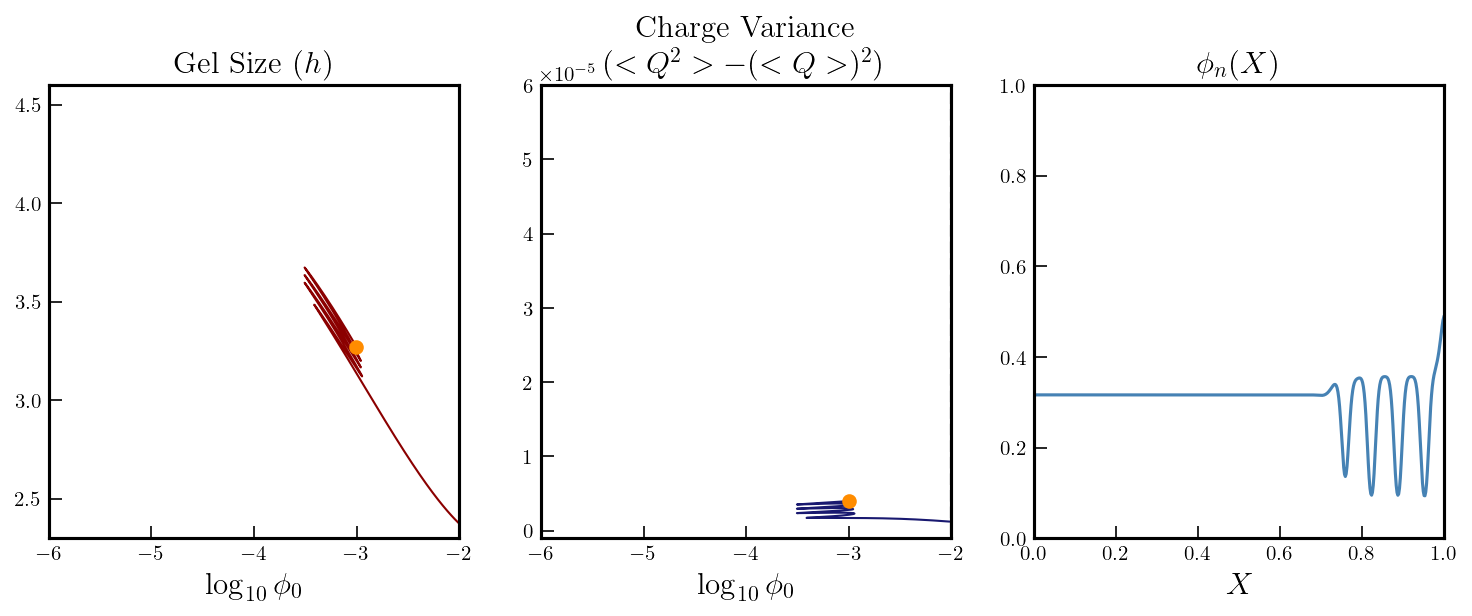 Gel Size (h)
4.5
4.0
3.5
3.0
2.5
−6 −5 −4 −3 −2
log₁₀ ϕ₀
Charge Variance
(< Q² > −(< Q >)²)
×10⁻⁵
6
5
4
3
2
1
0
−6 −5 −4 −3 −2
log₁₀ ϕ₀
ϕₙ(X)
1.0
0.8
0.6
0.4
0.2
0.0
0.0 0.2 0.4 0.6 0.8 1.0
X